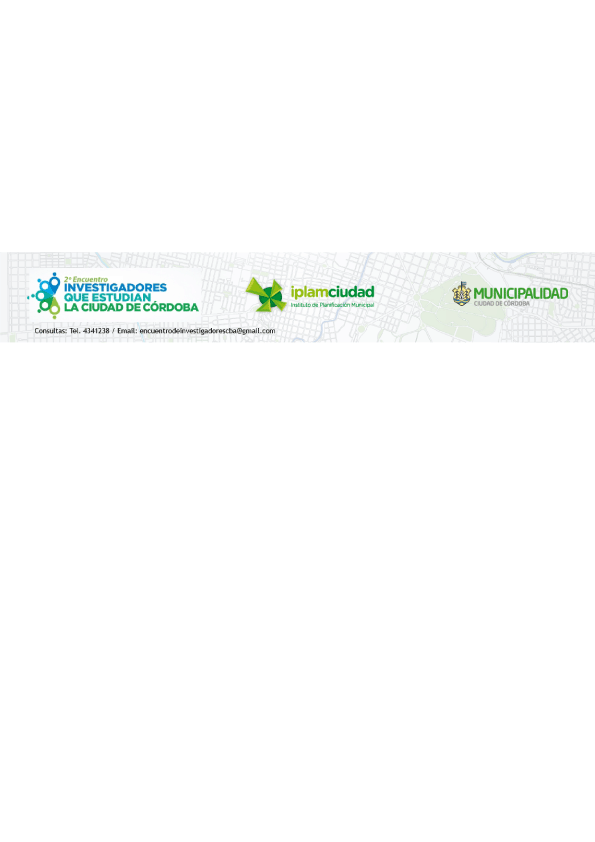 2º Encuentro
INVESTIGADORES
QUE ESTUDIAN
LA CIUDAD DE CÓRDOBA
iplamciudad
Instituto de Planificación Municipal
MUNICIPALIDAD
CIUDAD DE CÓRDOBA
Consultas: Tel. 4341238 / Email: encuentrodeinvestigadorescba@gmail.com